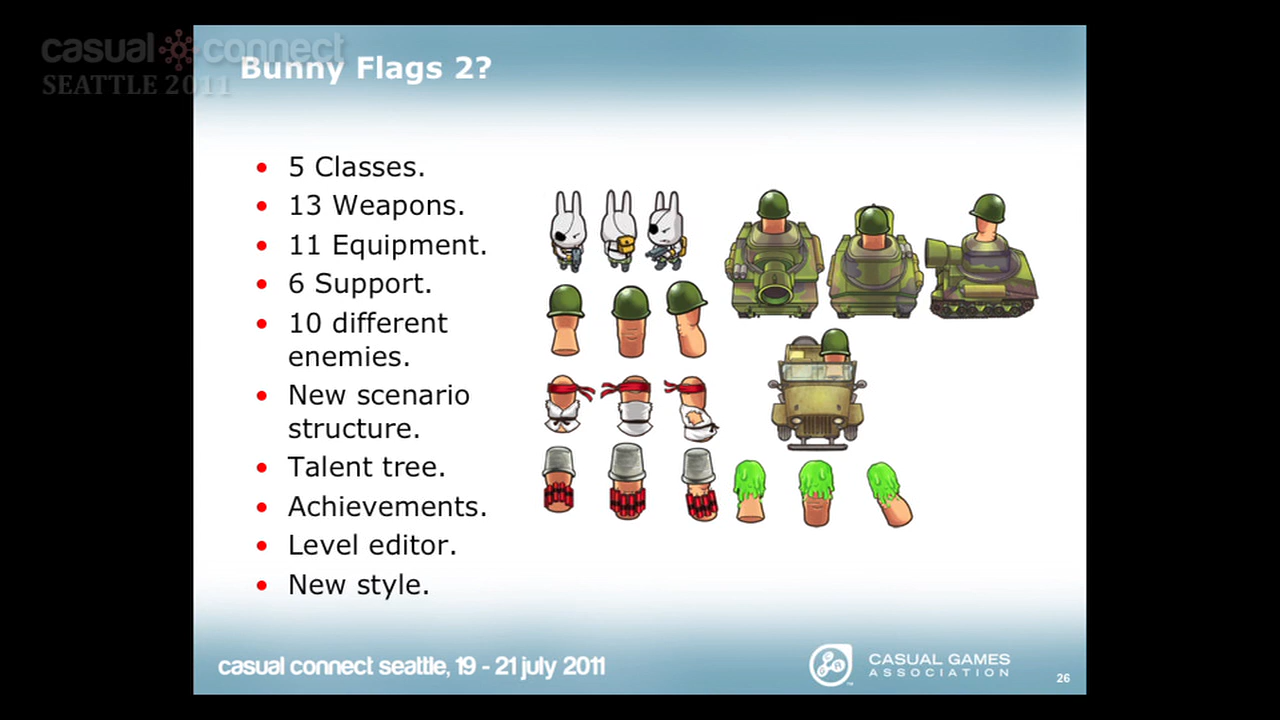 casual connect
SEATTLE 2011
Bunny Flags 2?
5 Classes.
13 Weapons.
11 Equipment.
6 Support.
10 different
enemies.
New scenario
structure.
Talent tree.
Achievements.
Level editor.
New style.
casual connect seattle, 19 - 21 july 2011
CASUAL GAMES
ASSOCIATION
26